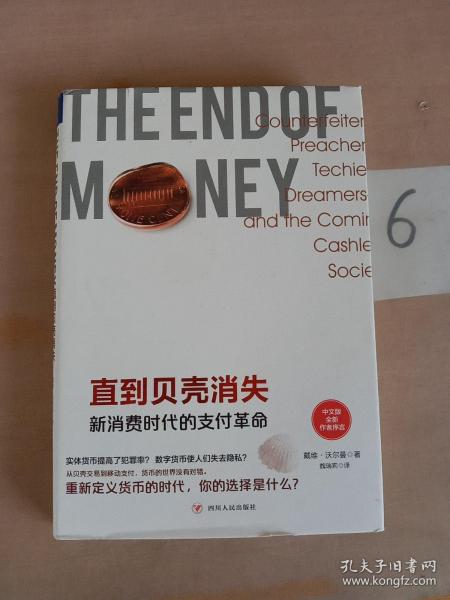 THE END OF
MONEY
Counterfeiter
Preacher
Techie
Dreamers
and the Comin
Cashle
Socie
6
直到贝壳消失
新消费时代的支付革命
中文版
全新
作者序言
实体货币提高了犯罪率？数字货币使人们失去隐私？
从贝壳交易到移动支付，货币的世界没有对错。
重新定义货币的时代，你的选择是什么？
戴维·沃尔曼◎著
魏瑞莉◎译
四川人民出版社
孔夫子旧书网
www.kongfz.com